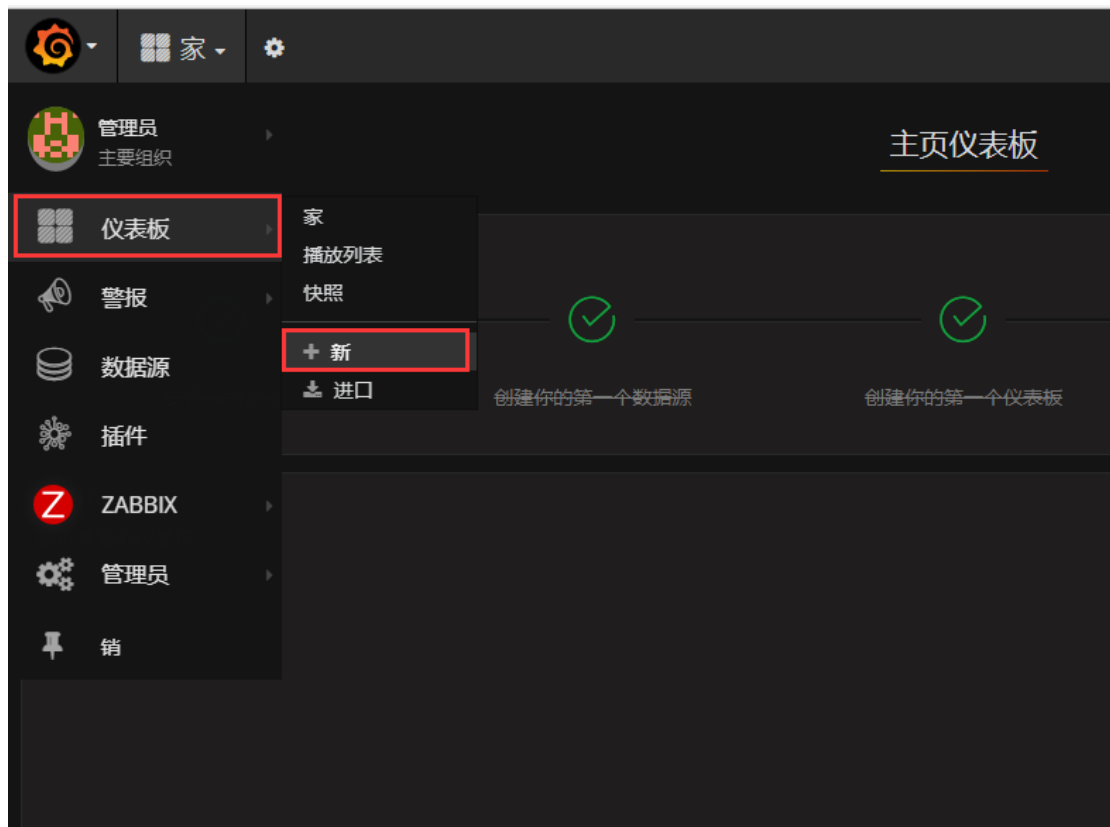 家
管理员
主要组织
主页仪表板
仪表板
家
播放列表
快照
警报
新
进口
数据源
创建你的第一个数据源
创建你的第一个仪表板
插件
Z ZABBIX
管理员
销